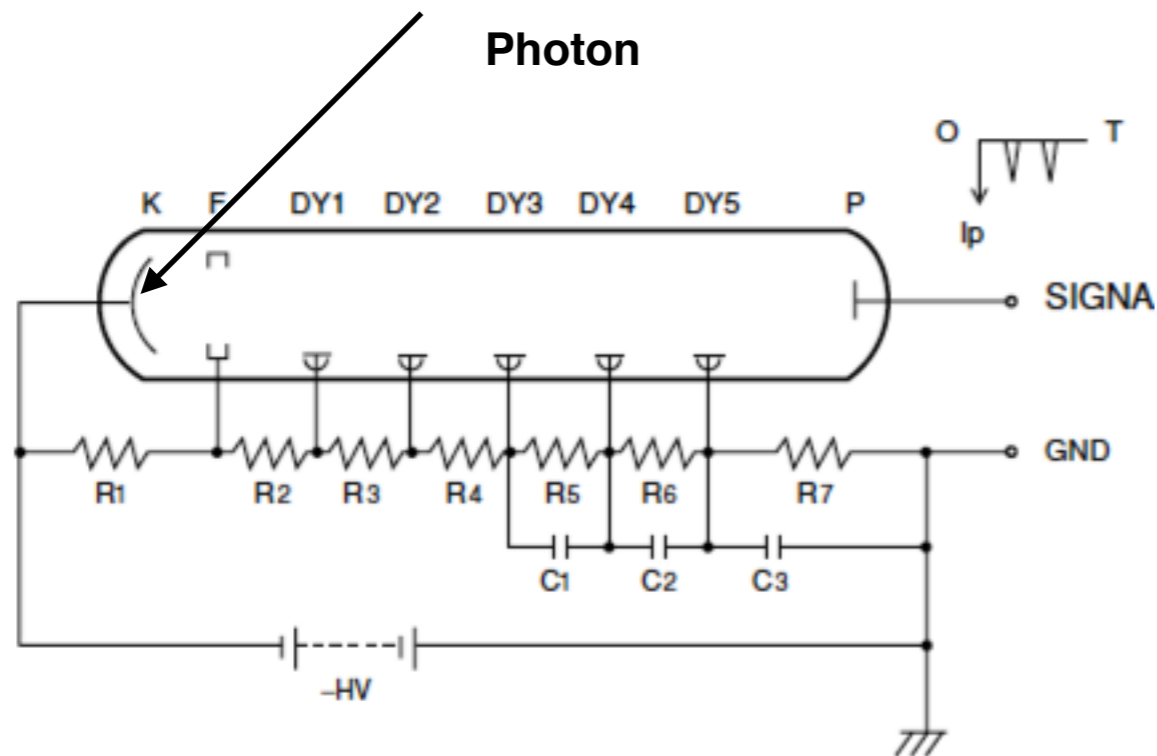 Photon
O T
Ip
K F DY1 DY2 DY3 DY4 DY5 P
SIGNA
GND
R1 R2 R3 R4 R5 R6 R7
C1 C2 C3
–HV